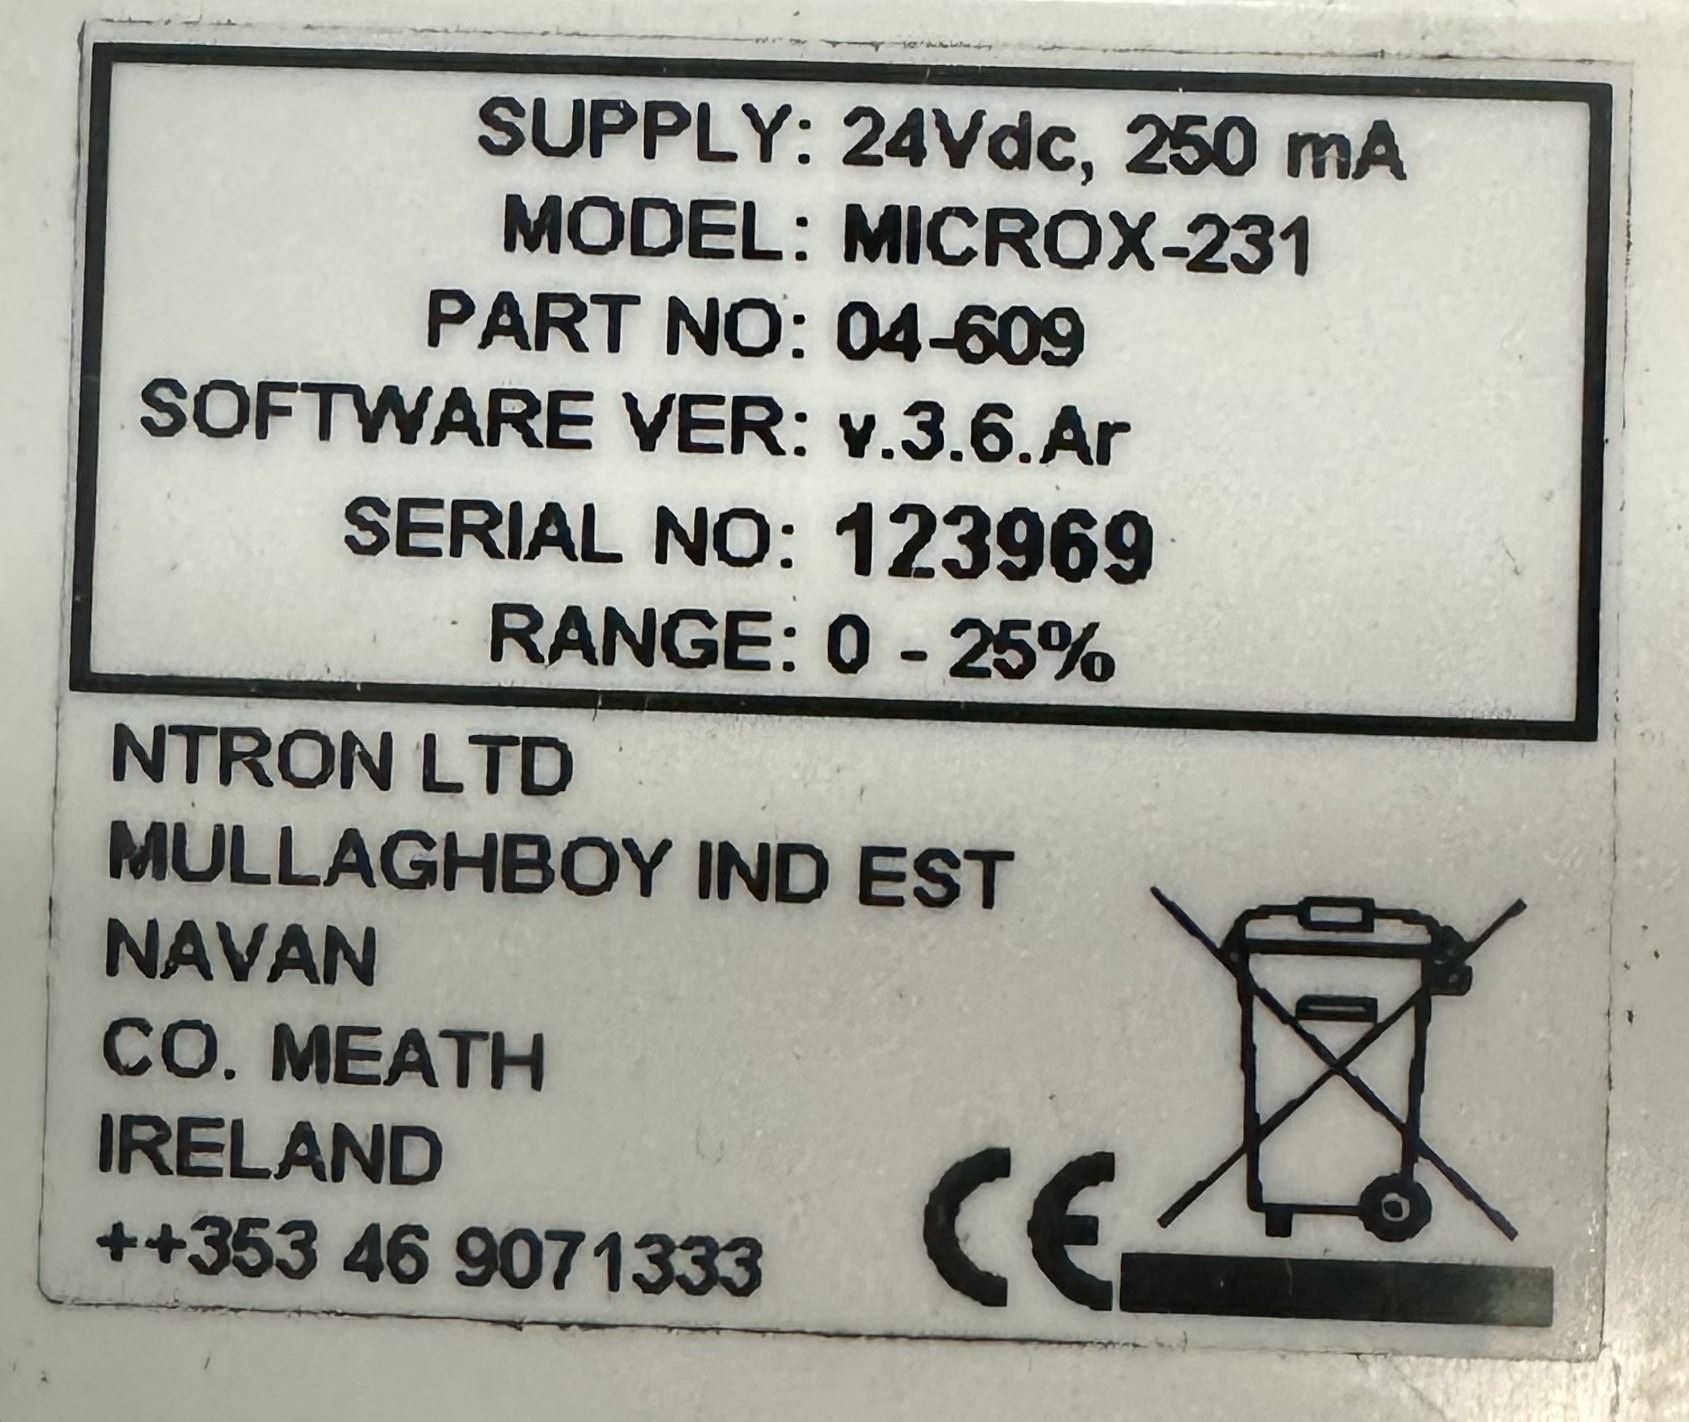 SUPPLY: 24Vdc, 250 mA
MODEL: MICROX-231
PART NO: 04-609
SOFTWARE VER: v.3.6.Ar
SERIAL NO: 123969
RANGE: 0 - 25%
NTRON LTD
MULLAGHBOY IND EST
NAVAN
CO. MEATH
IRELAND
++353 46 9071333
CE